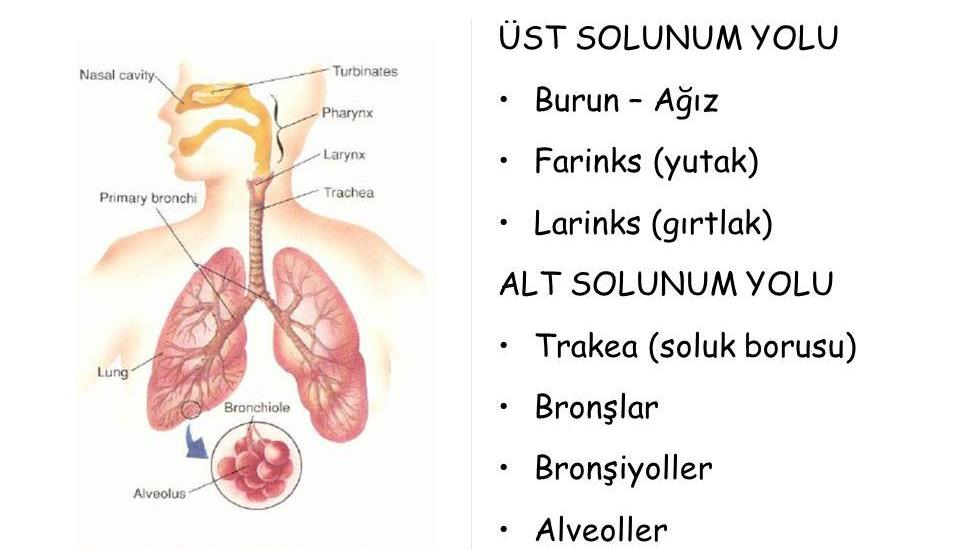 Nasal cavity
Turbinates
Pharynx
Larynx
Trachea
Primary bronchi
Lung
Bronchiole
Alveolus
ÜST SOLUNUM YOLU
• Burun – Ağız
• Farinks (yutak)
• Larinks (gırtlak)
ALT SOLUNUM YOLU
• Trakea (soluk borusu)
• Bronşlar
• Bronşiyoller
• Alveoller